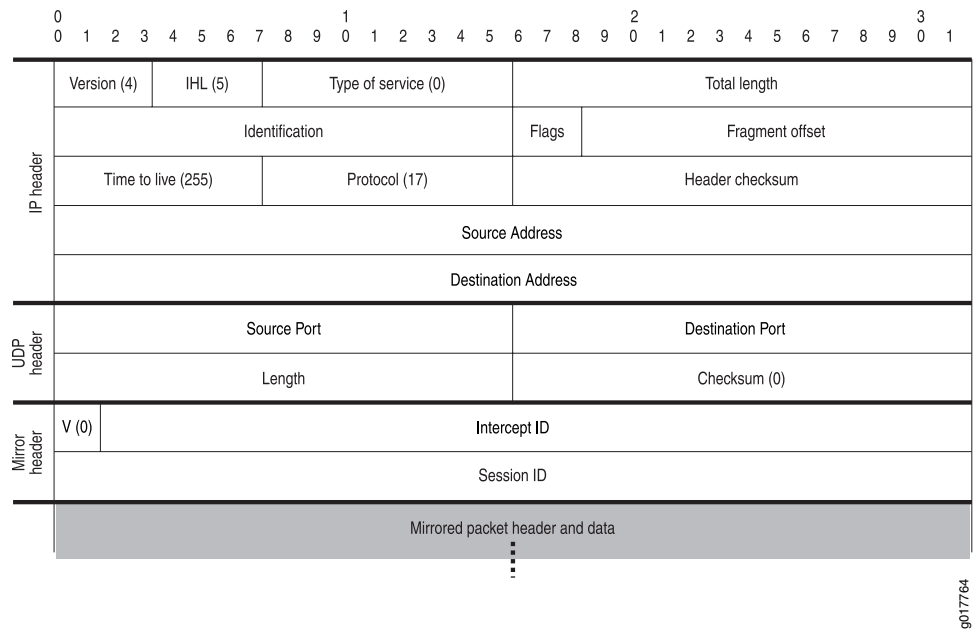 0 1 2 3
0 1 2 3 4 5 6 7 8 9 0 1 2 3 4 5 6 7 8 9 0 1 2 3 4 5 6 7 8 9 0 1
IP header
Version (4) IHL (5) Type of service (0) Total length
Identification Flags Fragment offset
Time to live (255) Protocol (17) Header checksum
Source Address
Destination Address
UDP header
Source Port Destination Port
Length Checksum (0)
Mirror header
V (0) Intercept ID
Session ID
Mirrored packet header and data
g017764